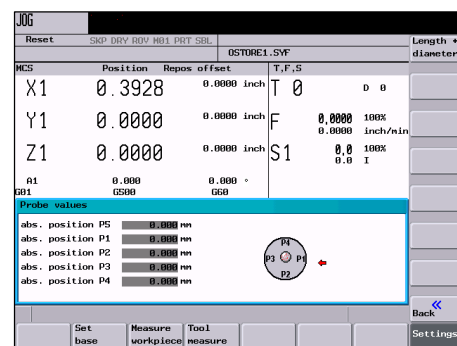 JOG
Reset SKP DRY ROV M01 PRT SBL
OSTORE1.SYF
Length +
diameter
MCS Position Repos offset T,F,S
X1 0.3928 0.0000 inch T 0 D 0
Y1 0.0000 0.0000 inch F 0,0000 100%
0.0000 inch/min
Z1 0.0000 0.0000 inch S1 0,0 100%
0.0 I
A1 0.000 0.000 °
G01 G500 G60
Probe values
abs. position P5 0.000 mm
abs. position P1 0.000 mm
abs. position P2 0.000 mm
abs. position P3 0.000 mm
abs. position P4 0.000 mm
P4
P3 P1
P2
«
Back
Set
base
Measure
workpiece
Tool
measure
Settings